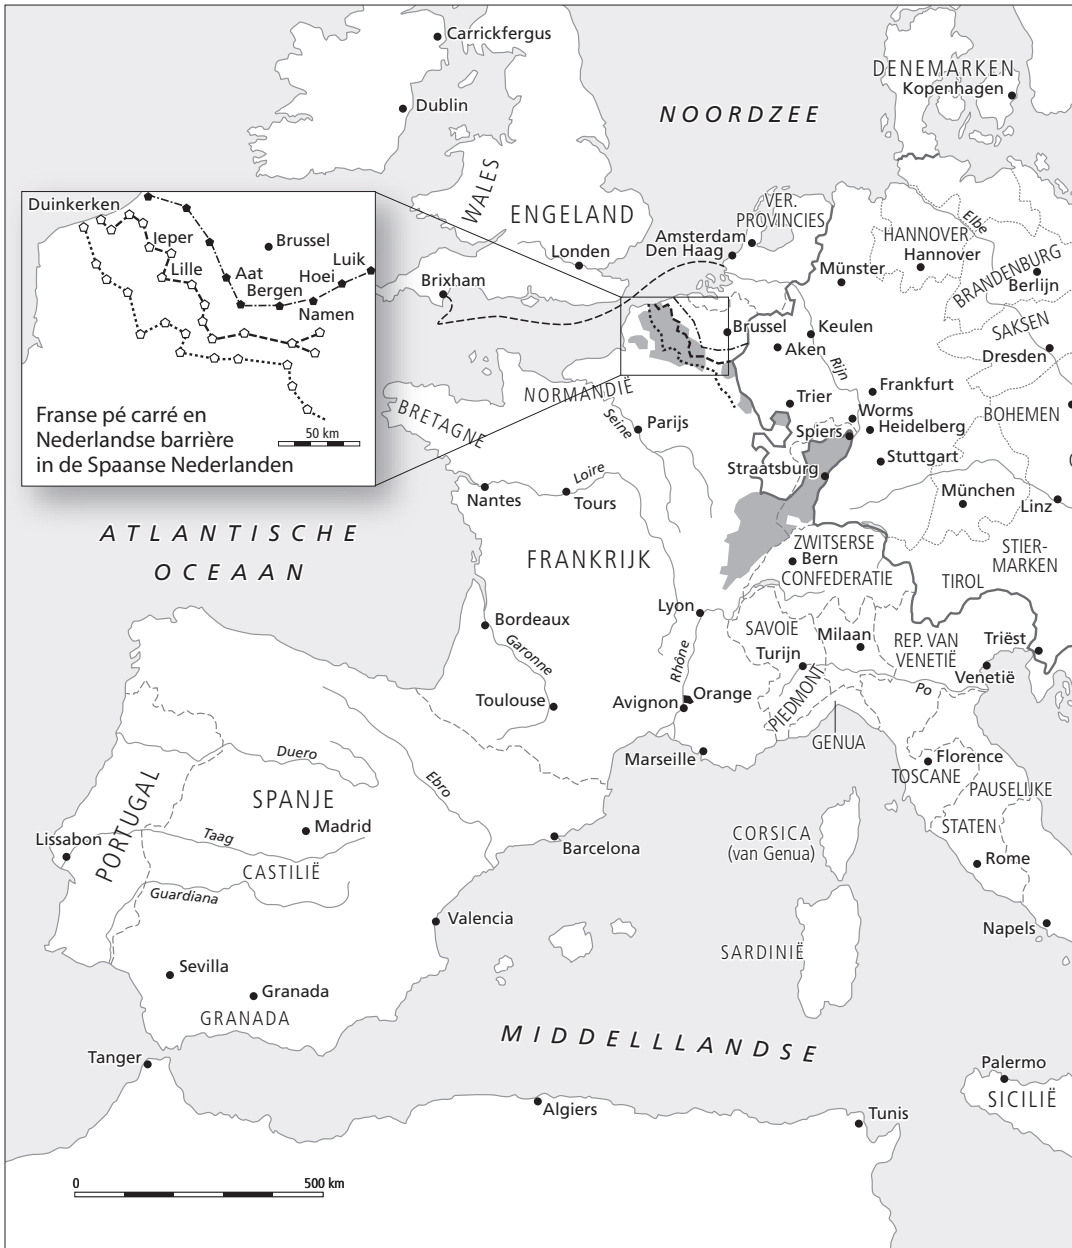 Carrickfergus
Dublin
NOORDZEE
DENEMARKEN
Kopenhagen
WALES
ENGELAND
Londen
Brixham
VER.
PROVINCIES
Amsterdam
Den Haag
HANNOVER
Hannover
Elbe
Münster
BRANDENBURG
Berlijn
SAKSEN
Dresden
Duinkerken
Ieper
Brussel
Lille
Aat
Bergen
Luik
Hoei
Namen
Franse pé carré en
Nederlandse barrière
in de Spaanse Nederlanden
50 km
Brussel
Keulen
Aken
Rijn
Trier
Frankfurt
Worms
Heidelberg
Spiers
BOHEMEN
Stuttgart
Straatsburg
München
Linz
NORMANDIË
BRETAGNE
Seine
Parijs
Loire
Nantes
Tours
ATLANTISCHE
OCEAAN
FRANKRIJK
ZWITSERSE
Bern
CONFEDERATIE
STIER-
MARKEN
TIROL
Lyon
SAVOIE
Milaan
Turijn
REP. VAN
VENETIË
Triëst
Venetië
Bordeaux
Garonne
Rhône
Toulouse
Avignon
Orange
PIEDMONT
Po
GENUA
Marseille
Florence
TOSCANE
PAUSELIJKE
STATEN
Duero
Ebro
PORTUGAL
SPANJE
Madrid
Lissabon
Taag
CASTILIË
Barcelona
CORSICA
(van Genua)
Rome
Guardiana
Valencia
SARDINIË
Napels
Sevilla
Granada
GRANADA
MIDDELLLANDSE
Tanger
Algiers
Tunis
Palermo
SICILIË
0
500 km